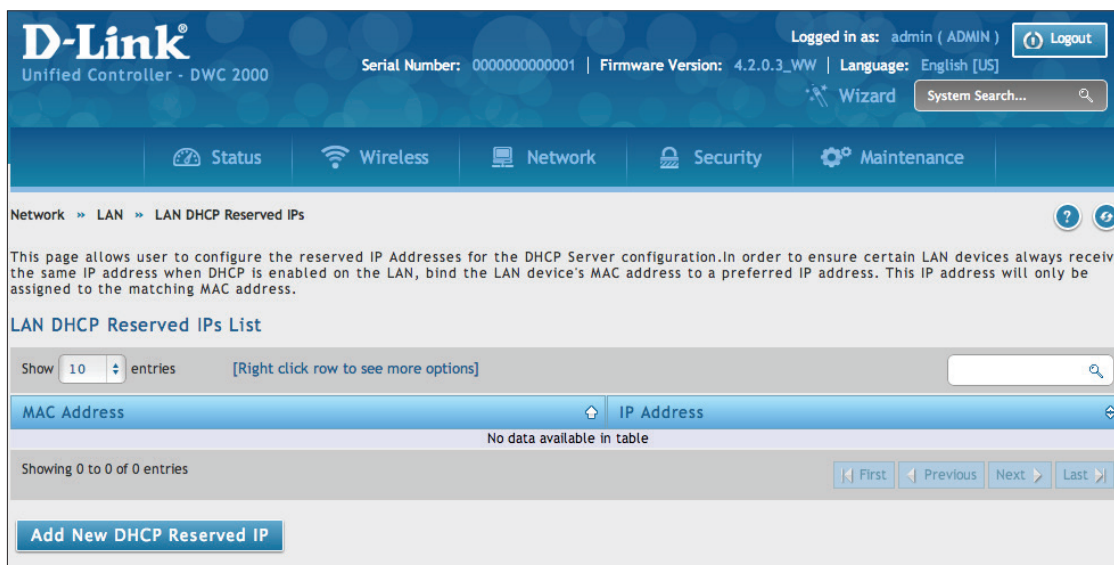 D-Link®
Unified Controller - DWC 2000
Logged in as: admin ( ADMIN ) Logout
Serial Number: 0000000000001 | Firmware Version: 4.2.0.3_WW | Language: English [US]
Wizard System Search...
Status Wireless Network Security Maintenance
Network » LAN » LAN DHCP Reserved IPs ?
This page allows user to configure the reserved IP Addresses for the DHCP Server configuration.In order to ensure certain LAN devices always receiv
the same IP address when DHCP is enabled on the LAN, bind the LAN device's MAC address to a preferred IP address. This IP address will only be
assigned to the matching MAC address.
LAN DHCP Reserved IPs List
Show 10 entries [Right click row to see more options]
MAC Address IP Address
No data available in table
Showing 0 to 0 of 0 entries First Previous Next Last
Add New DHCP Reserved IP